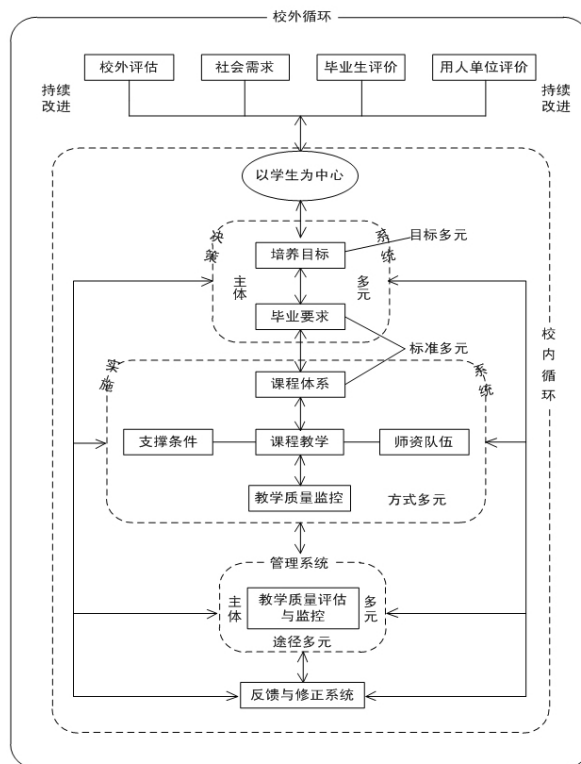 校外循环
校外评估
社会需求
毕业生评价
用人单位评价
持续
改进
持续
改进
以学生为中心
决策
系统
培养目标
目标多元
主体
多元
毕业要求
标准多元
校内循环
实施
系统
课程体系
支撑条件
课程教学
师资队伍
教学质量监控
方式多元
管理系统
主体
教学质量评估
与监控
多元
途径多元
反馈与修正系统